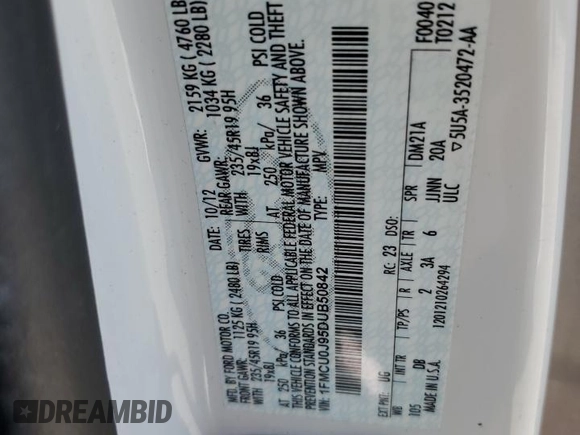 MFD. BY FORD MOTOR CO.
DATE: 10/12 GVWR: 2159 KG ( 4760 LB
FRONT GAWR: 1125 KG ( 2480 LB) REAR GAWR: 1034 KG ( 2280 LB)
235/45R19 95H TIRES WITH 235/45R19 95H
19x8J RIMS 19x8J
AT 250 kPa/ 36 PSI COLD AT 250 kPa/ 36 PSI COLD
THIS VEHICLE CONFORMS TO ALL APPLICABLE FEDERAL MOTOR VEHICLE SAFETY AND THEFT
PREVENTION STANDARDS IN EFFECT ON THE DATE OF MANUFACTURE SHOWN ABOVE.
VIN: 1FMCU0J95DUB50842
TYPE: MPV
F0040
T0212
EXT PNT: UG RC: 23 DSO: DM21A
WB INT TR TP/PS R AXLE TR SPR
105 DB 2 3A 6 JJNN 20A
MADE IN U.S.A. 1201210264294 ULC
▽5U5A-3520472-AA
AUTOHELPERBOT.COM